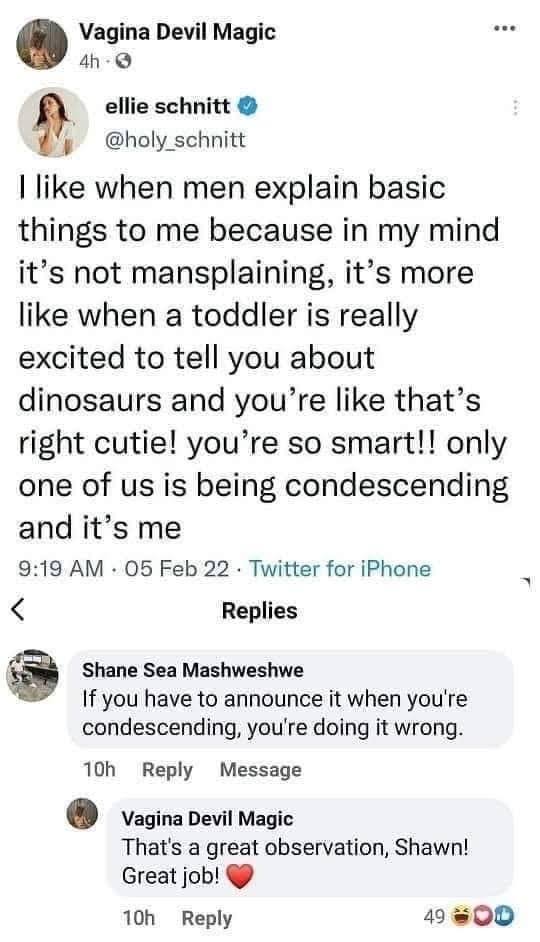 Vagina Devil Magic
4h ·
ellie schnitt
@holy_schnitt
I like when men explain basic
things to me because in my mind
it's not mansplaining, it's more
like when a toddler is really
excited to tell you about
dinosaurs and you're like that's
right cutie! you're so smart!! only
one of us is being condescending
and it's me
9:19 AM · 05 Feb 22 · Twitter for iPhone
Replies
Shane Sea Mashweshwe
If you have to announce it when you're
condescending, you're doing it wrong.
10h Reply Message
Vagina Devil Magic
That's a great observation, Shawn!
Great job! ❤️
10h Reply 49